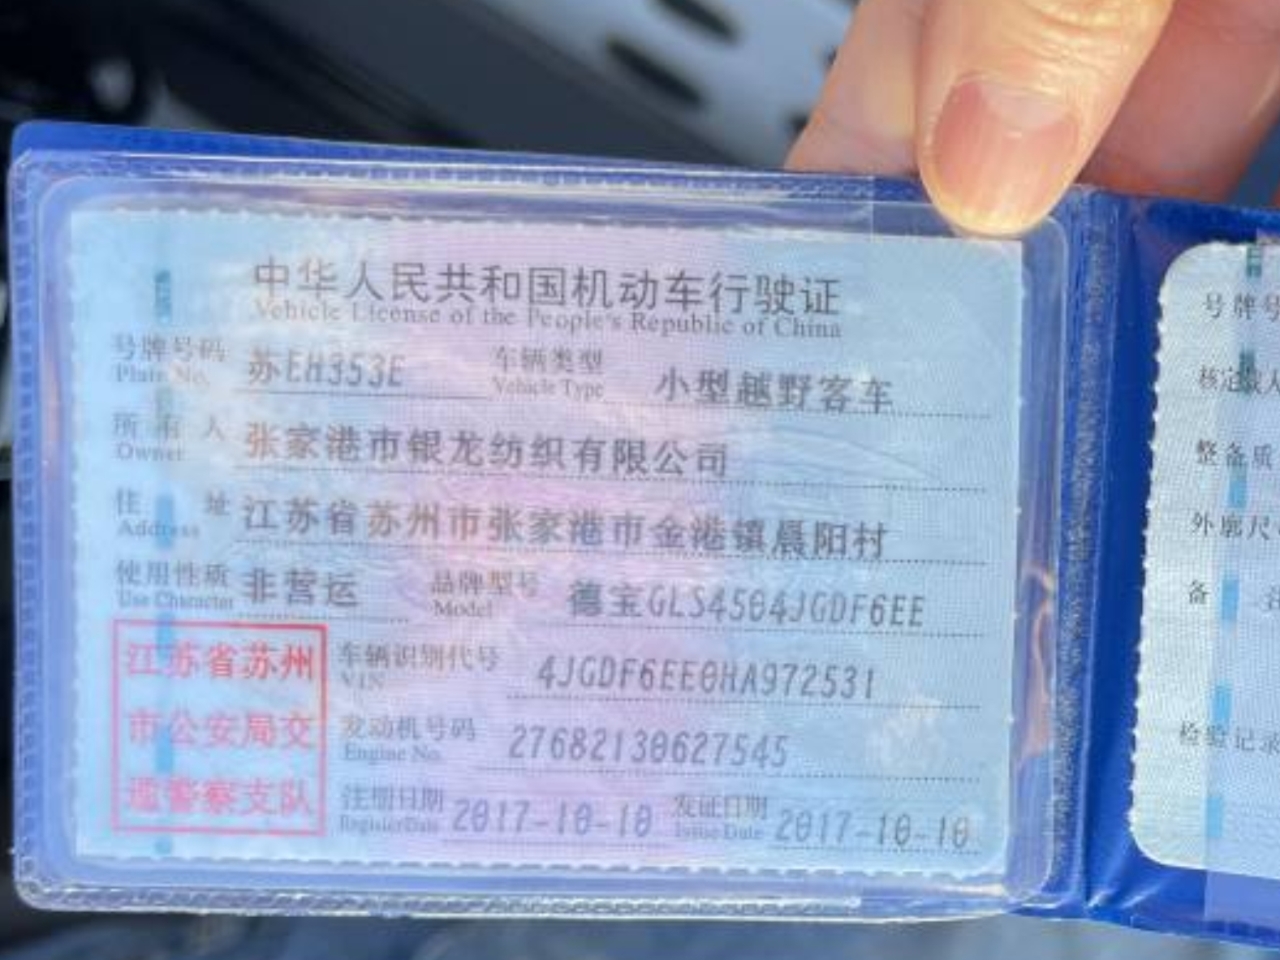 中华人民共和国机动车行驶证
Vehicle License of the People's Republic of China
号牌号码 苏EH353E 车辆类型 小型越野客车
Plate No. Vehicle Type
所有人 张家港市银龙纺织有限公司
Owner
住址 江苏省苏州市张家港市金港镇晨阳村
Address
使用性质 非营运 品牌型号 德宝GLS4504JGDF6EE
Use Character Model
江苏省苏州
市公安局交
通警察支队
车辆识别代号 4JGDF6EE0HA972531
VIN
发动机号码 27682130627545
Engine No.
注册日期 2017-10-10 发证日期 2017-10-10
Register Date Issue Date
号牌号
核定载人
整备质
外廓尺
备
检验记录